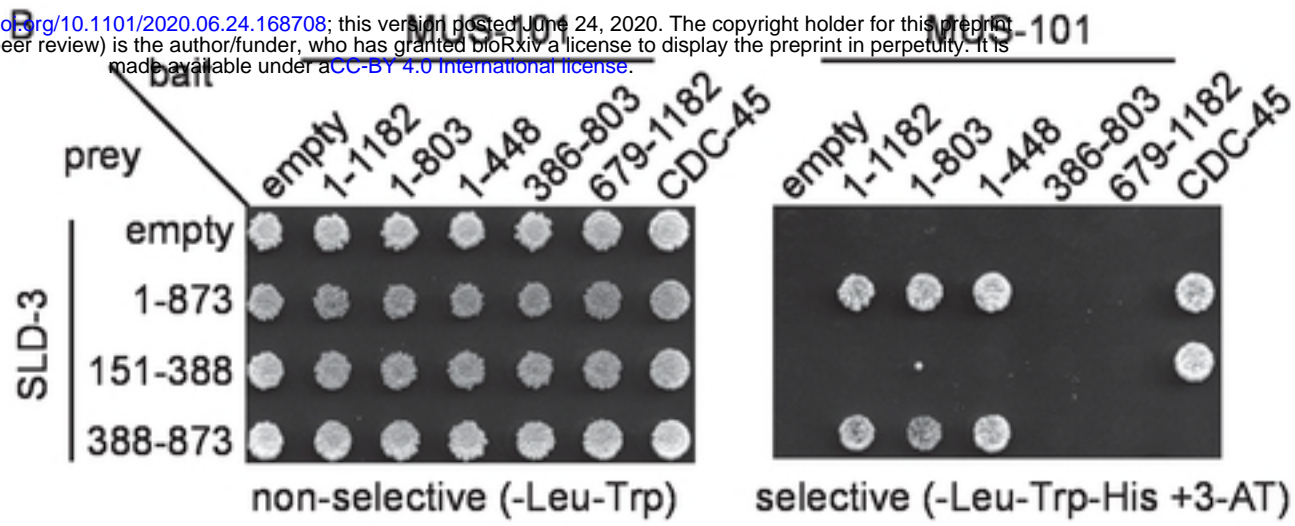 B
ol.org/10.1101/2020.06.24.168708; this version posted June 24, 2020. The copyright holder for this preprint
eer review) is the author/funder, who has granted bioRxiv a license to display the preprint in perpetuity. It is
made available under aCC-BY 4.0 International license.
MUS-101 MUS-101
bait
prey
empty 1-1182 1-803 1-448 386-803 679-1182 CDC-45
empty 1-1182 1-803 1-448 386-803 679-1182 CDC-45
SLD-3
empty
1-873
151-388
388-873
non-selective (-Leu-Trp) selective (-Leu-Trp-His +3-AT)